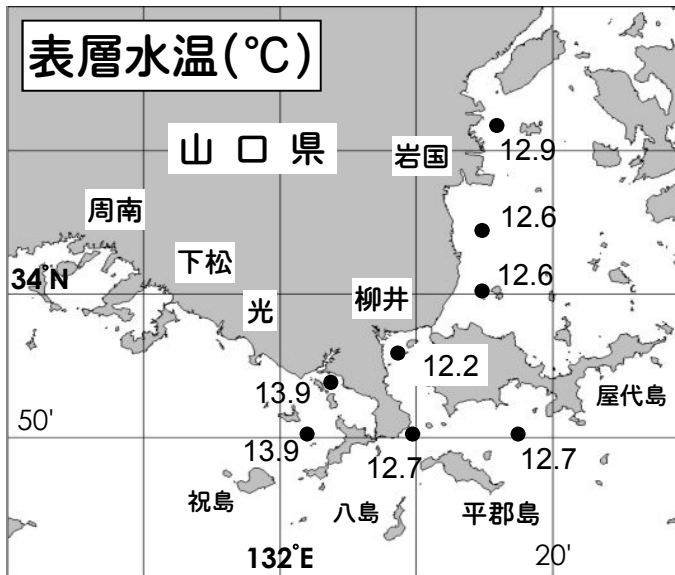 表層水温(℃)
山口県
岩国
12.9
周南
12.6
下松
34°N
12.6
柳井
光
12.2
13.9
屋代島
50'
13.9
12.7
12.7
祝島
八島
平郡島
132°E
20'